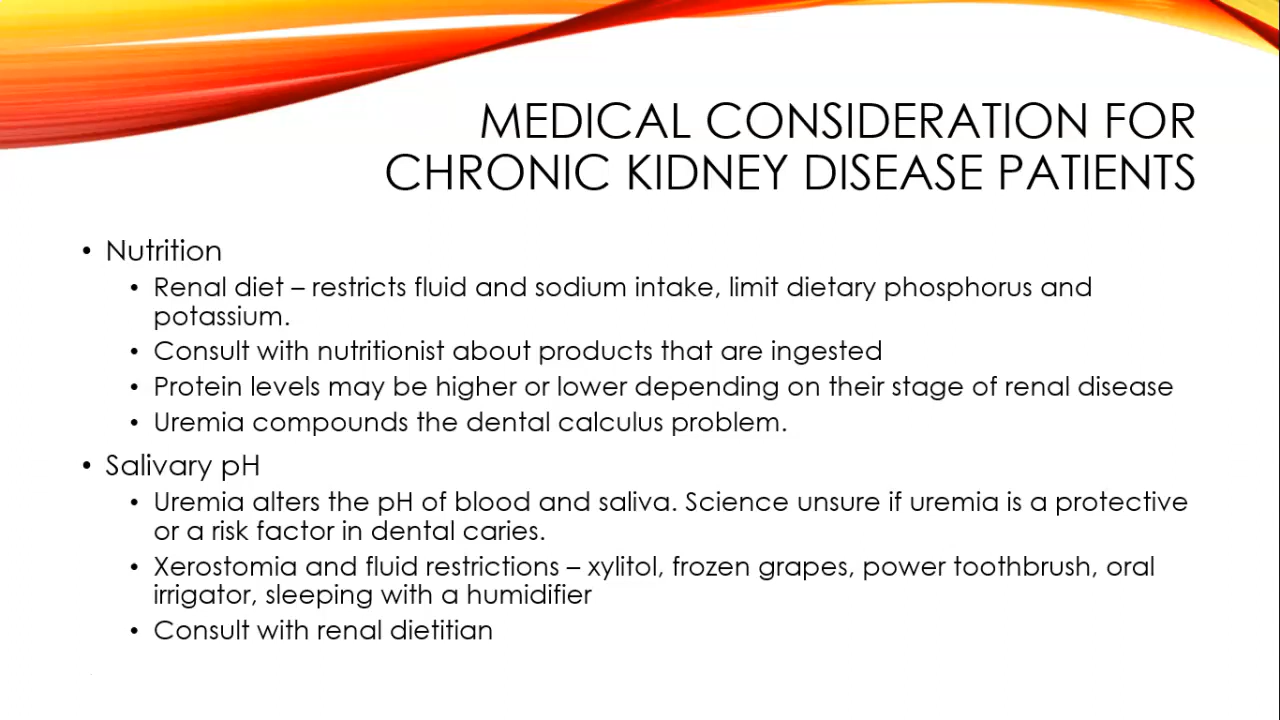 MEDICAL CONSIDERATION FOR
CHRONIC KIDNEY DISEASE PATIENTS
• Nutrition
• Renal diet – restricts fluid and sodium intake, limit dietary phosphorus and
potassium.
• Consult with nutritionist about products that are ingested
• Protein levels may be higher or lower depending on their stage of renal disease
• Uremia compounds the dental calculus problem.
• Salivary pH
• Uremia alters the pH of blood and saliva. Science unsure if uremia is a protective
or a risk factor in dental caries.
• Xerostomia and fluid restrictions – xylitol, frozen grapes, power toothbrush, oral
irrigator, sleeping with a humidifier
• Consult with renal dietitian